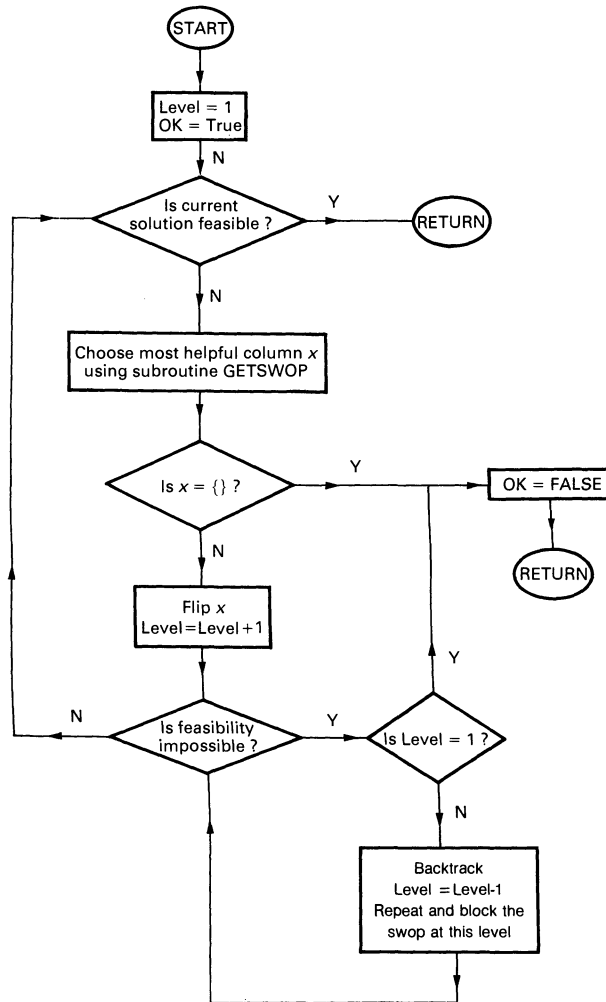 START
Level = 1
OK = True
N
Is current
solution feasible ?
Y
RETURN
N
Choose most helpful column x
using subroutine GETSWOP
Is x = {} ?
Y
OK = FALSE
RETURN
N
Flip x
Level=Level+1
Y
Is feasibility
impossible ?
N
Y
Is Level = 1 ?
N
Backtrack
Level =Level-1
Repeat and block the
swop at this level